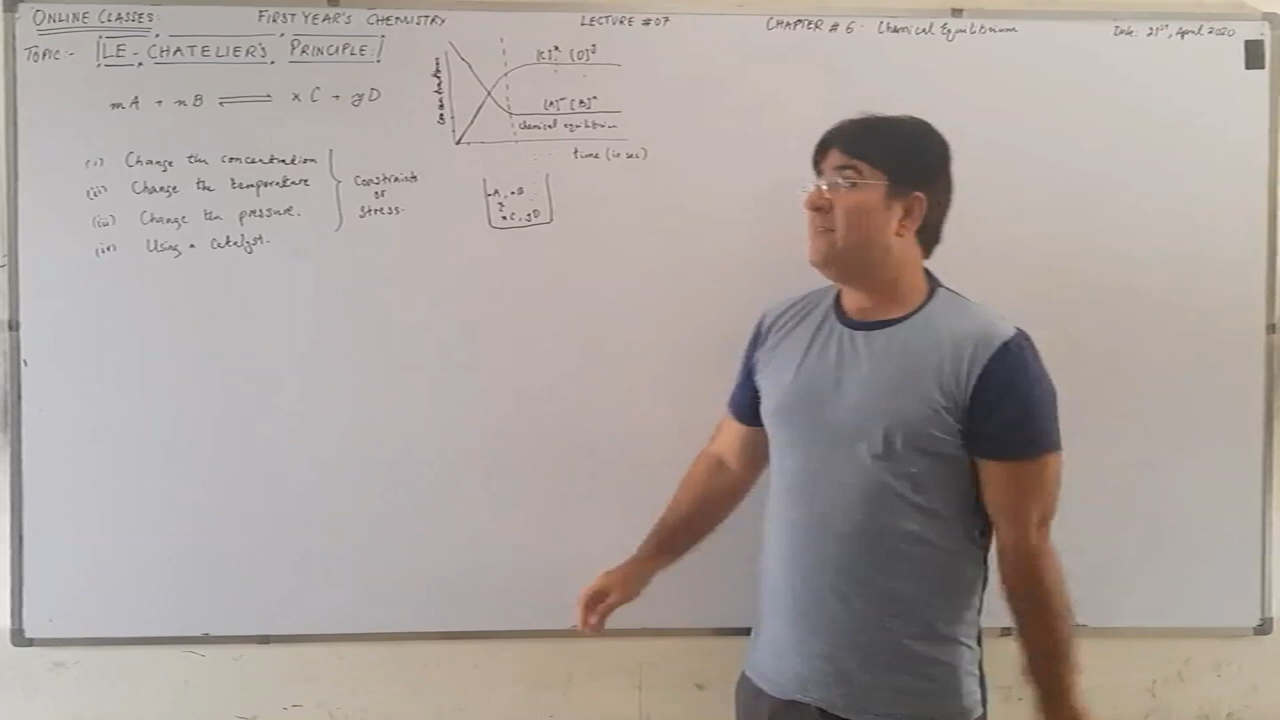 ONLINE CLASSES: FIRST YEAR'S CHEMISTRY LECTURE #07 CHAPTER # 6 - Chemical Equilibrium Date: 21st, April 2020
TOPIC:- LE-CHATELIER'S PRINCIPLE:
mA + nB ⇌ xC + yD
(i) Change the concentration
(ii) Change the temperature
(iii) Change the pressure.
(iv) Using a catalyst.
Constraints
or
stress.
Concentration
[C]ˣ [D]ʸ
[A]ᵐ [B]ⁿ
chemical equilibrium
time (in sec)
mA, nB
xC, yD